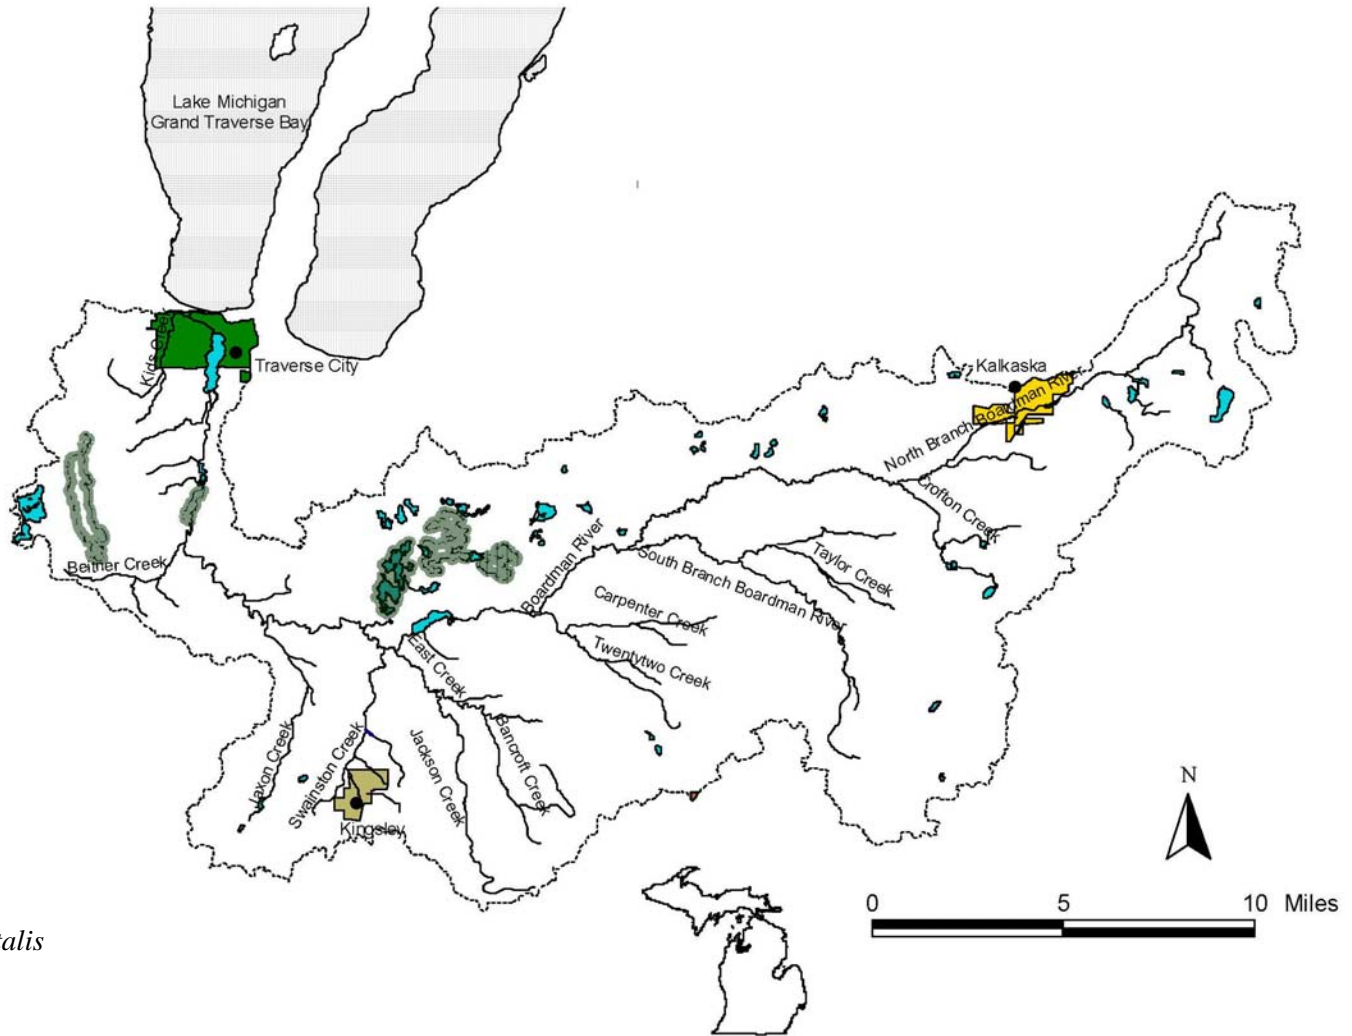 Lake Michigan
Grand Traverse Bay
Traverse City
Kalkaska
North Branch Boardman River
Crofton Creek
Taylor Creek
South Branch Boardman River
Boardman River
Beitner Creek
Carpenter Creek
Twentytwo Creek
East Creek
Jaxon Creek
Swainston Creek
Jackson Creek
Bancroft Creek
Kingsley
N
0 5 10 Miles
talis